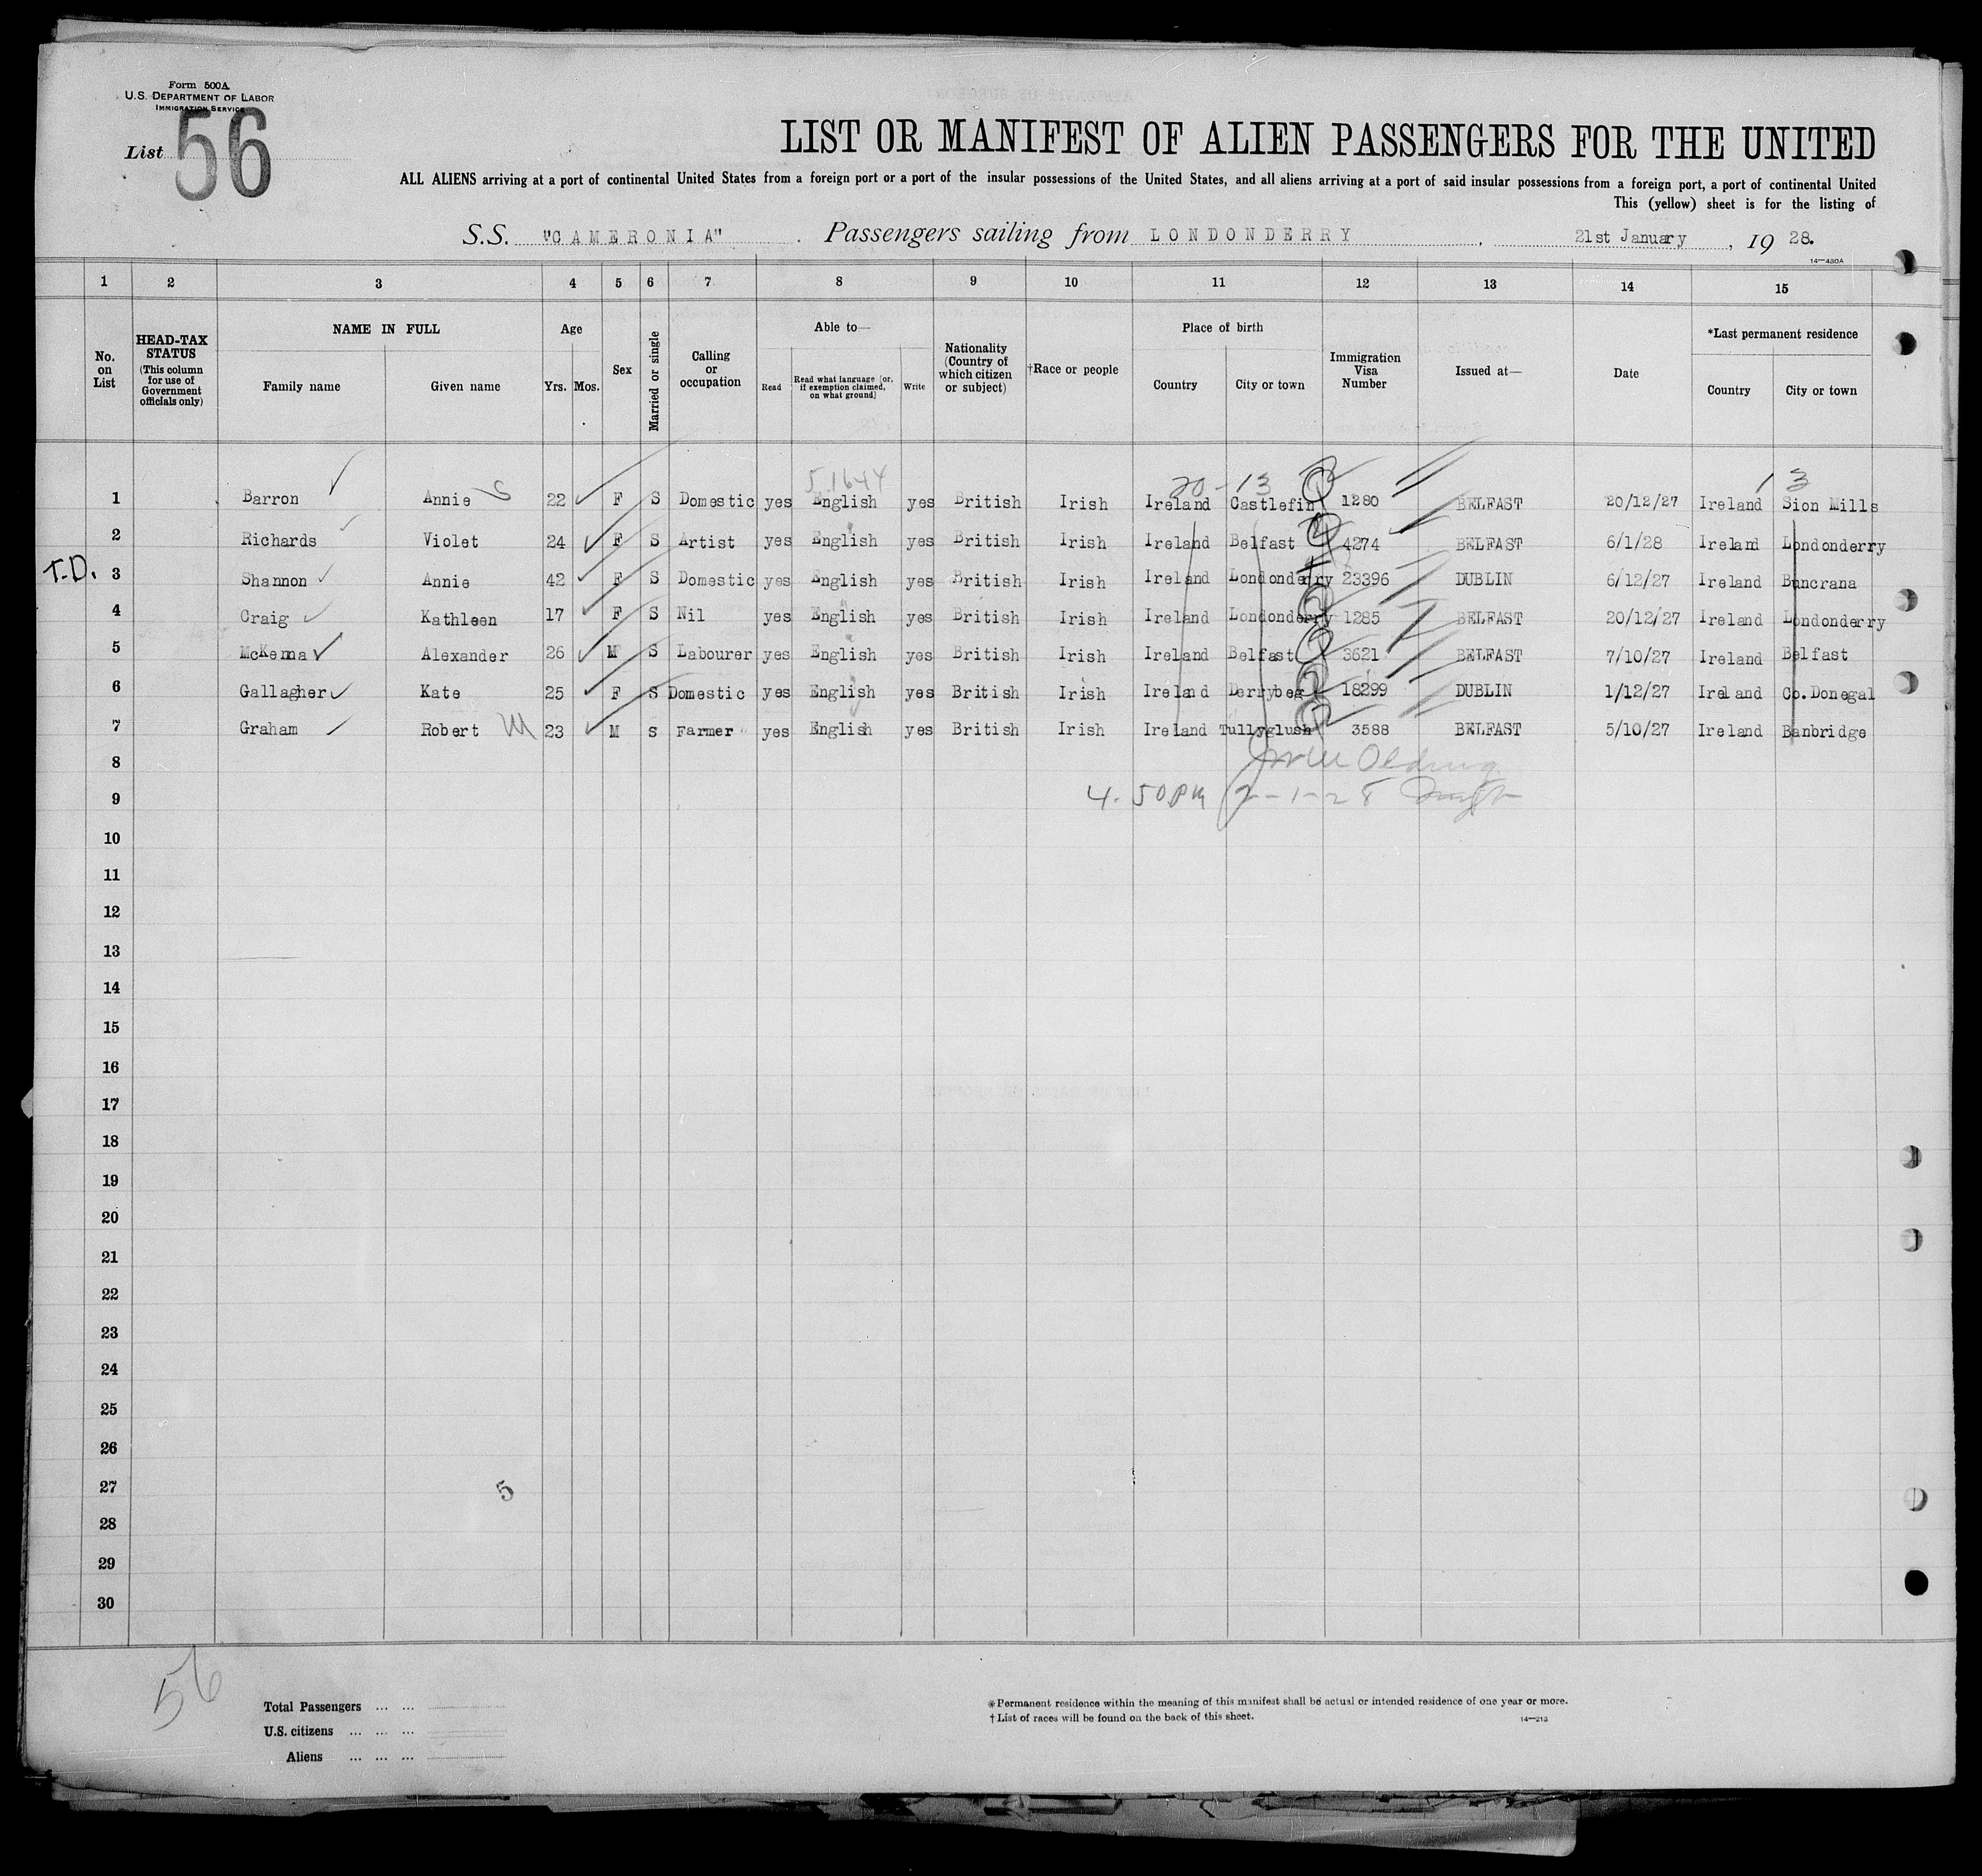 Form 500A
U.S. DEPARTMENT OF LABOR
IMMIGRATION SERVICE
List 56
LIST OR MANIFEST OF ALIEN PASSENGERS FOR THE UNITED
ALL ALIENS arriving at a port of continental United States from a foreign port or a port of the insular possessions of the United States, and all aliens arriving at a port of said insular possessions from a foreign port, a port of continental United
This (yellow) sheet is for the listing of
S.S. "CAMERONIA". Passengers sailing from LONDONDERRY, 21st January, 19 28.
14—430A
1 2 3 4 5 6 7 8 9 10 11 12 13 14 15
No. on List
HEAD-TAX STATUS (This column for use of Government officials only)
NAME IN FULL
Family name Given name
Age
Yrs. Mos.
Sex
Married or single
Calling or occupation
Able to—
Read Read what language [or, if exemption claimed, on what ground] Write
Nationality (Country of which citizen or subject)
†Race or people
Place of birth
Country City or town
Immigration Visa Number
Issued at—
Date
*Last permanent residence
Country City or town
5.1644 20-13 13
1 Barron Annie S 22 F S Domestic yes English yes British Irish Ireland Castlefin 1280 BELFAST 20/12/27 Ireland Sion Mills
2 Richards Violet 24 F S Artist yes English yes British Irish Ireland Belfast 4274 BELFAST 6/1/28 Ireland Londonderry
T.D. 3 Shannon Annie 42 F S Domestic yes English yes British Irish Ireland Londonderry 23396 DUBLIN 6/12/27 Ireland Buncrana
4 Craig Kathleen 17 F S Nil yes English yes British Irish Ireland Londonderry 1285 BELFAST 20/12/27 Ireland Londonderry
5 McKenna Alexander 26 M S Labourer yes English yes British Irish Ireland Belfast 3621 BELFAST 7/10/27 Ireland Belfast
6 Gallagher Kate 25 F S Domestic yes English yes British Irish Ireland Derrybeg 18299 DUBLIN 1/12/27 Ireland Co. Donegal
7 Graham Robert M 23 M S Farmer yes English yes British Irish Ireland Tullyglush 3588 BELFAST 5/10/27 Ireland Banbridge
8
9 4.50PM
10
11
12
13
14
15
16
17
18
19
20
21
22
23
24
25
26
27
5
28
29
30
56
Total Passengers ... ...
U.S. citizens ... ... ...
Aliens ... ... ...
*Permanent residence within the meaning of this manifest shall be actual or intended residence of one year or more.
†List of races will be found on the back of this sheet.
14—213